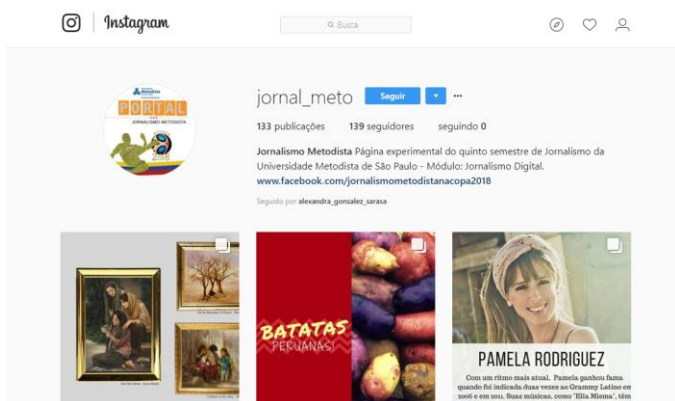 Instagram
Busca
jornal_meto Seguir
133 publicações 139 seguidores seguindo 0
Jornalismo Metodista Página experimental do quinto semestre de Jornalismo da
Universidade Metodista de São Paulo - Módulo: Jornalismo Digital.
www.facebook.com/jornalismometodistanacopa2018
Seguido por alexandra_gonsalez_sarasa
Metodista
PORTAL
JORNALISMO METODISTA
2018
BATATAS
PERUANAS!
PAMELA RODRIGUEZ
Com um ritmo mais atual, Pamela ganhou fama
quando foi indicada duas vezes ao Grammy Latino em
2006 e em 2011. Suas músicas, como "Ella Misma", têm